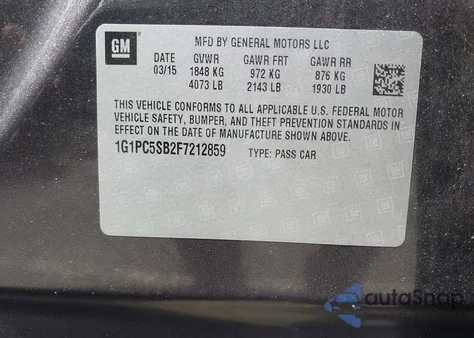 GM
MFD BY GENERAL MOTORS LLC
DATE GVWR GAWR FRT GAWR RR
03/15 1848 KG 972 KG 876 KG
4073 LB 2143 LB 1930 LB
THIS VEHICLE CONFORMS TO ALL APPLICABLE U.S. FEDERAL MOTOR
VEHICLE SAFETY, BUMPER, AND THEFT PREVENTION STANDARDS IN
EFFECT ON THE DATE OF MANUFACTURE SHOWN ABOVE.
1G1PC5SB2F7212859 TYPE: PASS CAR
autoSnap